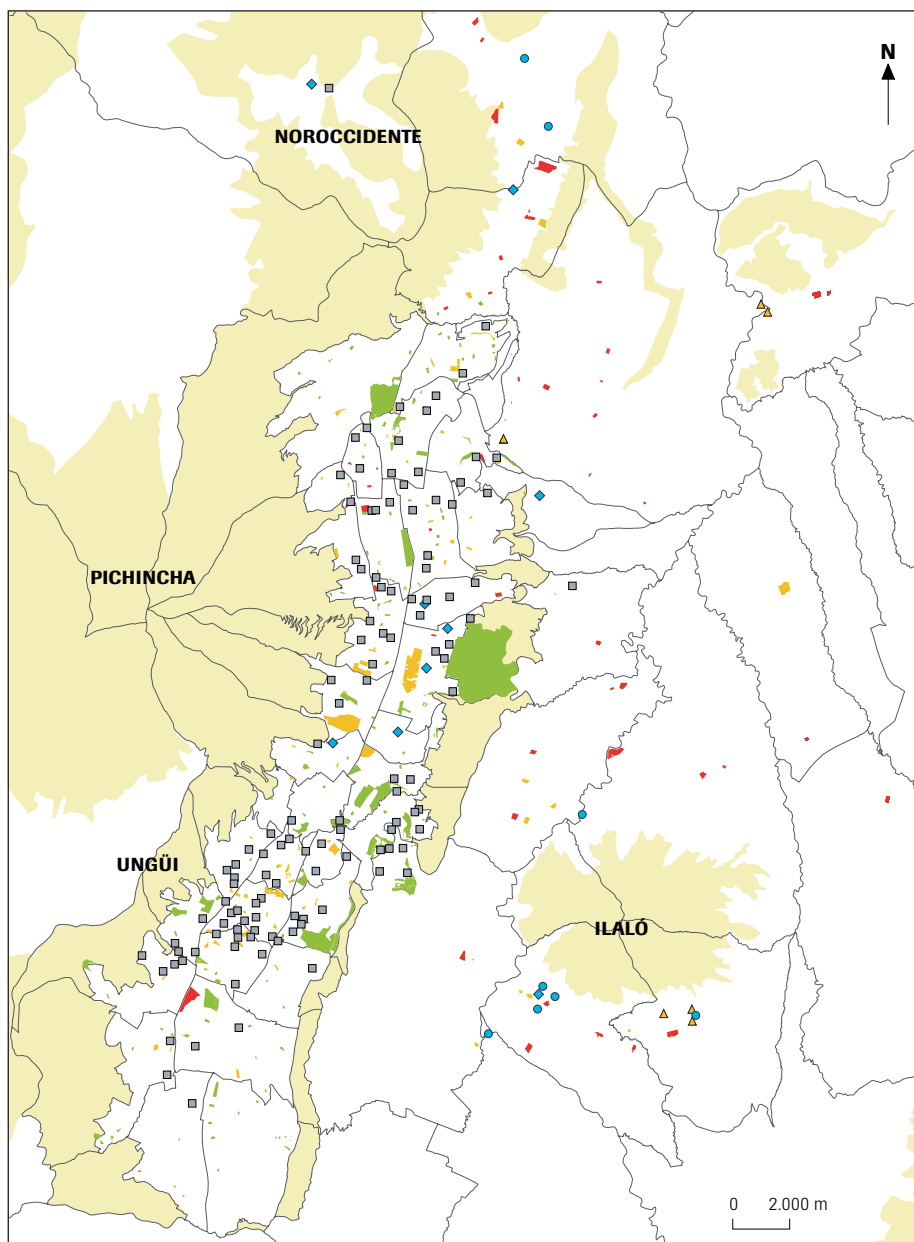 N
NOROCCIDENTE
PICHINCHA
UNGÜI
ILALÓ
0 2.000 m